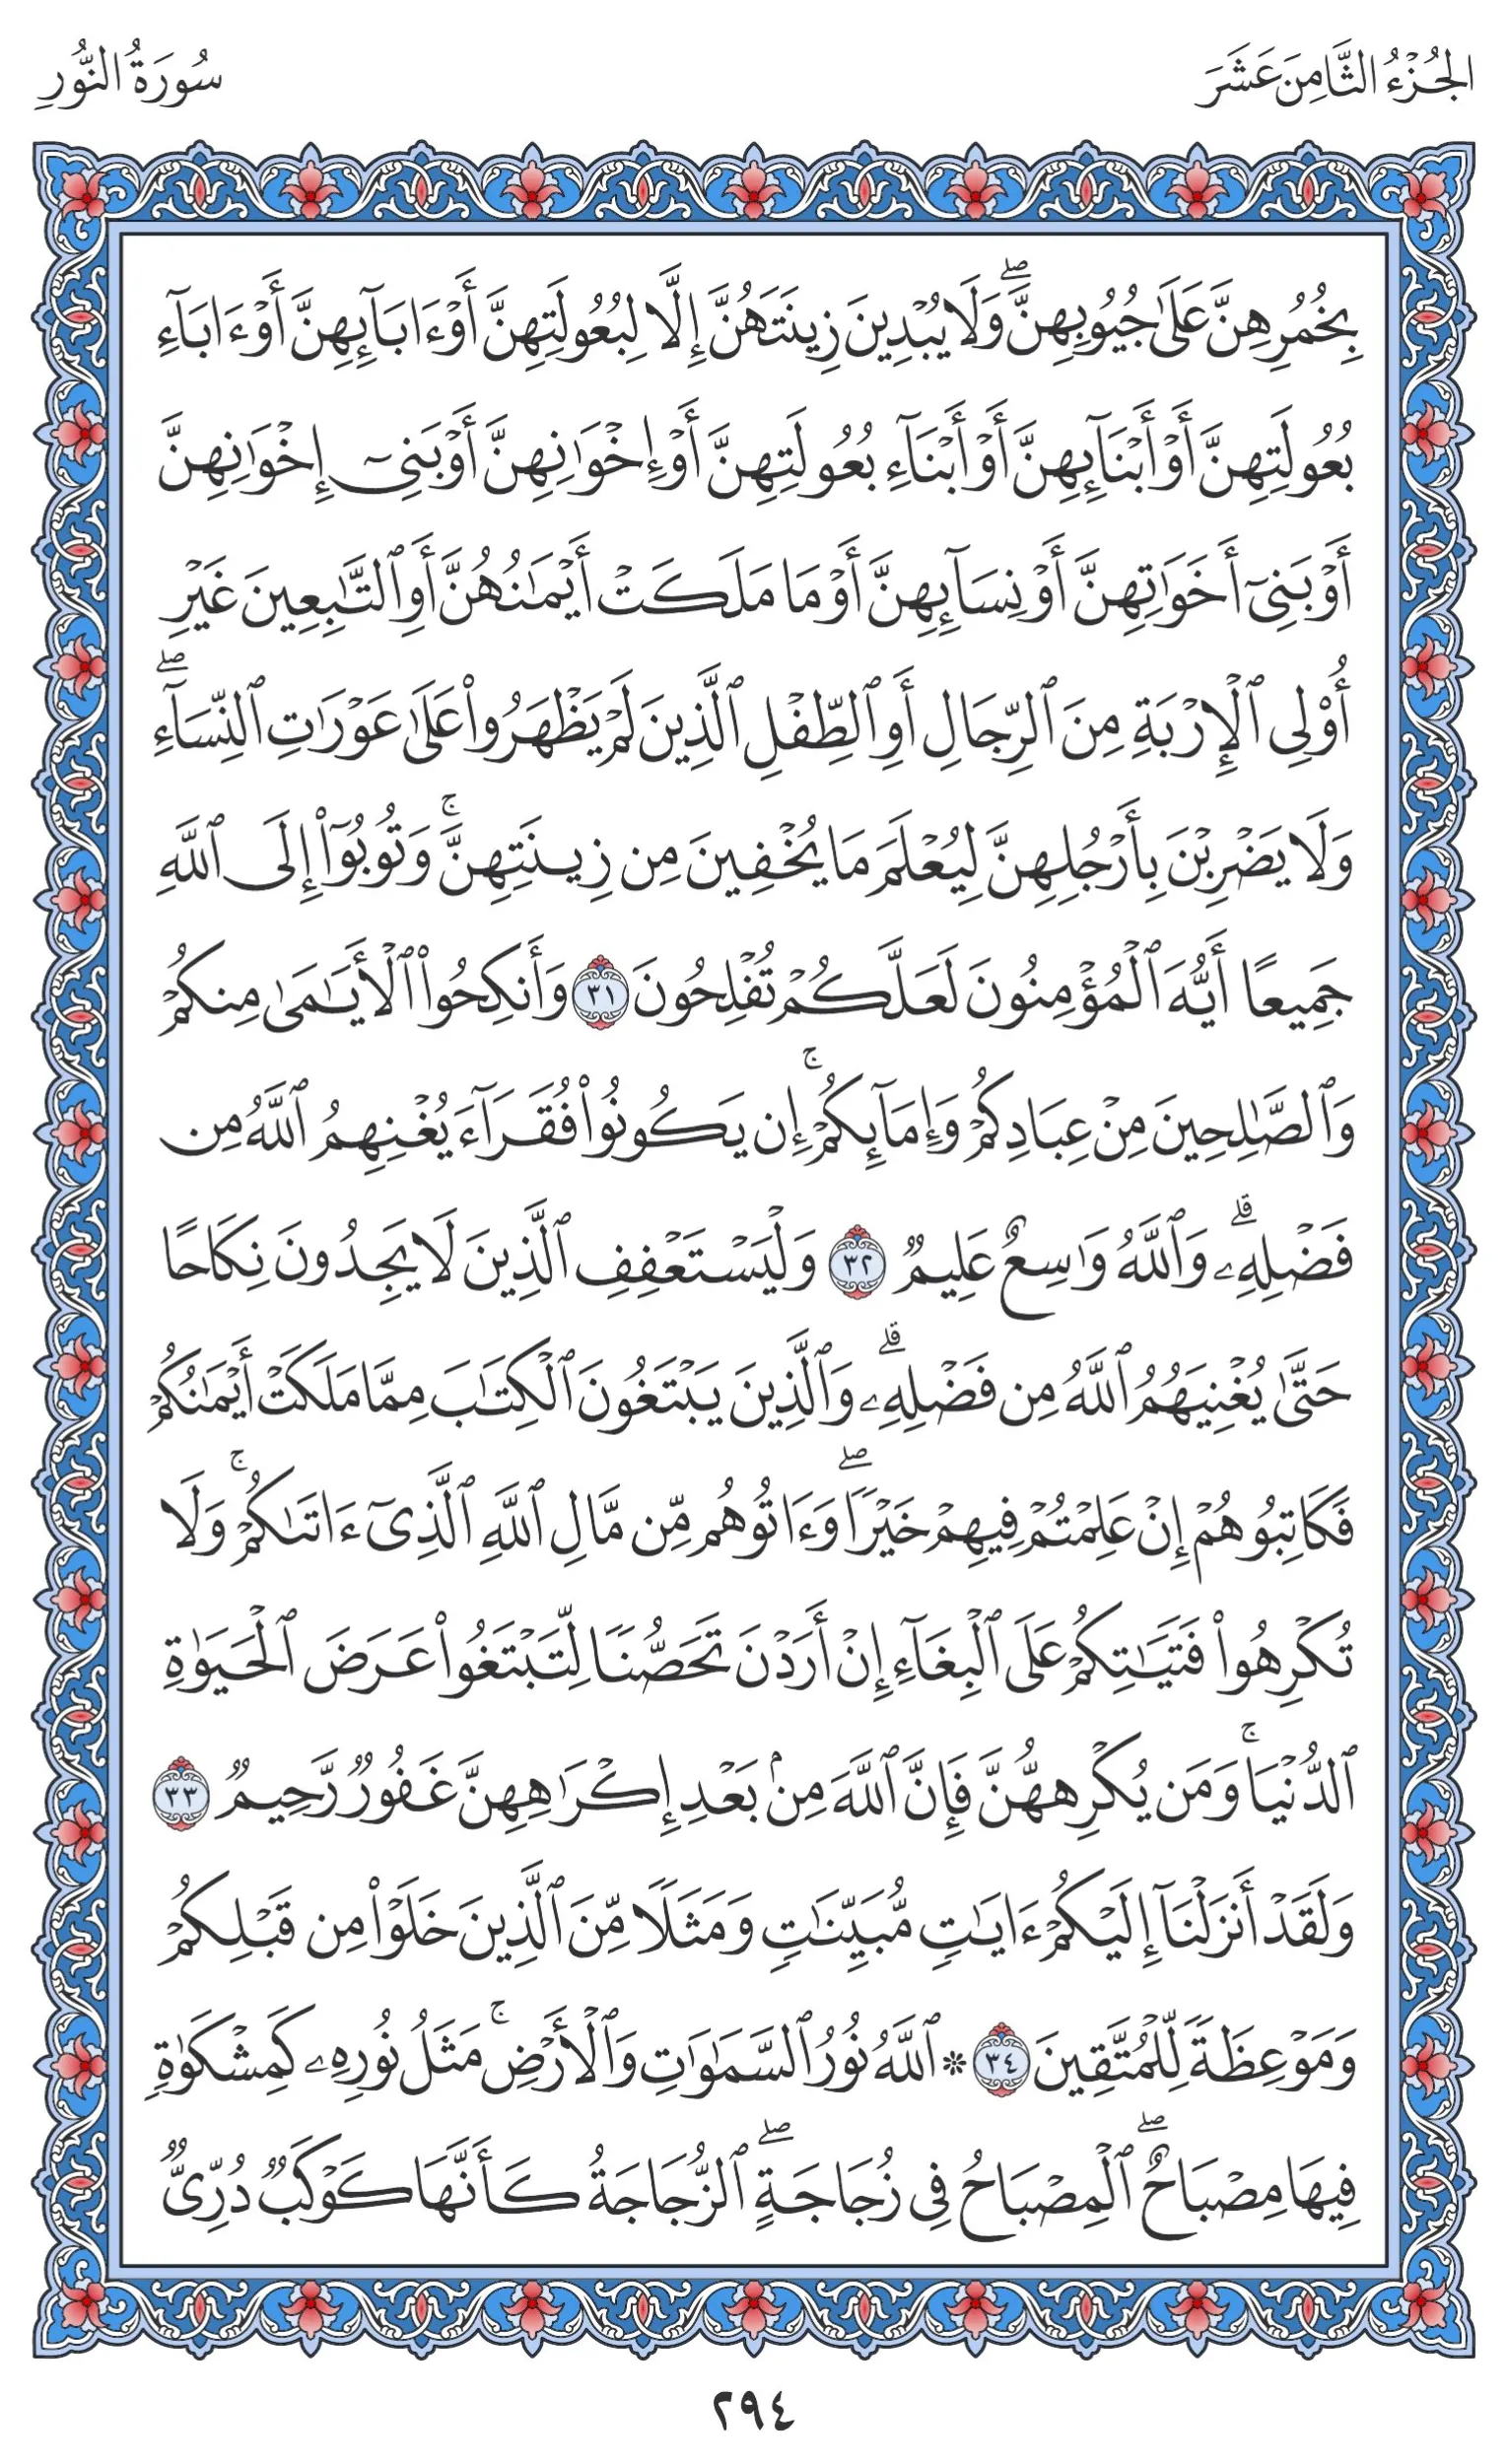 الجُزْءُ الثَّامِنَ عَشَرَ
سُورَةُ النُّورِ
بِخُمُرِهِنَّ عَلَىٰ جُيُوبِهِنَّۖ وَلَا يُبْدِينَ زِينَتَهُنَّ إِلَّا لِبُعُولَتِهِنَّ أَوْ ءَابَآئِهِنَّ أَوْ ءَابَآءِ
بُعُولَتِهِنَّ أَوْ أَبْنَآئِهِنَّ أَوْ أَبْنَآءِ بُعُولَتِهِنَّ أَوْ إِخْوَٰنِهِنَّ أَوْ بَنِىٓ إِخْوَٰنِهِنَّ
أَوْ بَنِىٓ أَخَوَٰتِهِنَّ أَوْ نِسَآئِهِنَّ أَوْ مَا مَلَكَتْ أَيْمَـٰنُهُنَّ أَوِ ٱلتَّـٰبِعِينَ غَيْرِ
أُو۟لِى ٱلْإِرْبَةِ مِنَ ٱلرِّجَالِ أَوِ ٱلطِّفْلِ ٱلَّذِينَ لَمْ يَظْهَرُوا۟ عَلَىٰ عَوْرَٰتِ ٱلنِّسَآءِۖ
وَلَا يَضْرِبْنَ بِأَرْجُلِهِنَّ لِيُعْلَمَ مَا يُخْفِينَ مِن زِينَتِهِنَّۚ وَتُوبُوٓا۟ إِلَى ٱللَّهِ
جَمِيعًا أَيُّهَ ٱلْمُؤْمِنُونَ لَعَلَّكُمْ تُفْلِحُونَ ٣١ وَأَنكِحُوا۟ ٱلْأَيَـٰمَىٰ مِنكُمْ
وَٱلصَّـٰلِحِينَ مِنْ عِبَادِكُمْ وَإِمَآئِكُمْۚ إِن يَكُونُوا۟ فُقَرَآءَ يُغْنِهِمُ ٱللَّهُ مِن
فَضْلِهِۦۗ وَٱللَّهُ وَٰسِعٌ عَلِيمٌ ٣٢ وَلْيَسْتَعْفِفِ ٱلَّذِينَ لَا يَجِدُونَ نِكَاحًا
حَتَّىٰ يُغْنِيَهُمُ ٱللَّهُ مِن فَضْلِهِۦۗ وَٱلَّذِينَ يَبْتَغُونَ ٱلْكِتَـٰبَ مِمَّا مَلَكَتْ أَيْمَـٰنُكُمْ
فَكَاتِبُوهُمْ إِنْ عَلِمْتُمْ فِيهِمْ خَيْرًاۖ وَءَاتُوهُم مِّن مَّالِ ٱللَّهِ ٱلَّذِىٓ ءَاتَىٰكُمْۚ وَلَا
تُكْرِهُوا۟ فَتَيَـٰتِكُمْ عَلَى ٱلْبِغَآءِ إِنْ أَرَدْنَ تَحَصُّنًا لِّتَبْتَغُوا۟ عَرَضَ ٱلْحَيَوٰةِ
ٱلدُّنْيَاۚ وَمَن يُكْرِههُّنَّ فَإِنَّ ٱللَّهَ مِنۢ بَعْدِ إِكْرَٰهِهِنَّ غَفُورٌ رَّحِيمٌ ٣٣
وَلَقَدْ أَنزَلْنَآ إِلَيْكُمْ ءَايَـٰتٍ مُّبَيِّنَـٰتٍ وَمَثَلًا مِّنَ ٱلَّذِينَ خَلَوْا۟ مِن قَبْلِكُمْ
وَمَوْعِظَةً لِّلْمُتَّقِينَ ٣٤ ۞ ٱللَّهُ نُورُ ٱلسَّمَـٰوَٰتِ وَٱلْأَرْضِۚ مَثَلُ نُورِهِۦ كَمِشْكَوٰةٍ
فِيهَا مِصْبَاحٌۖ ٱلْمِصْبَاحُ فِى زُجَاجَةٍۖ ٱلزُّجَاجَةُ كَأَنَّهَا كَوْكَبٌ دُرِّىٌّ
٢٩٤